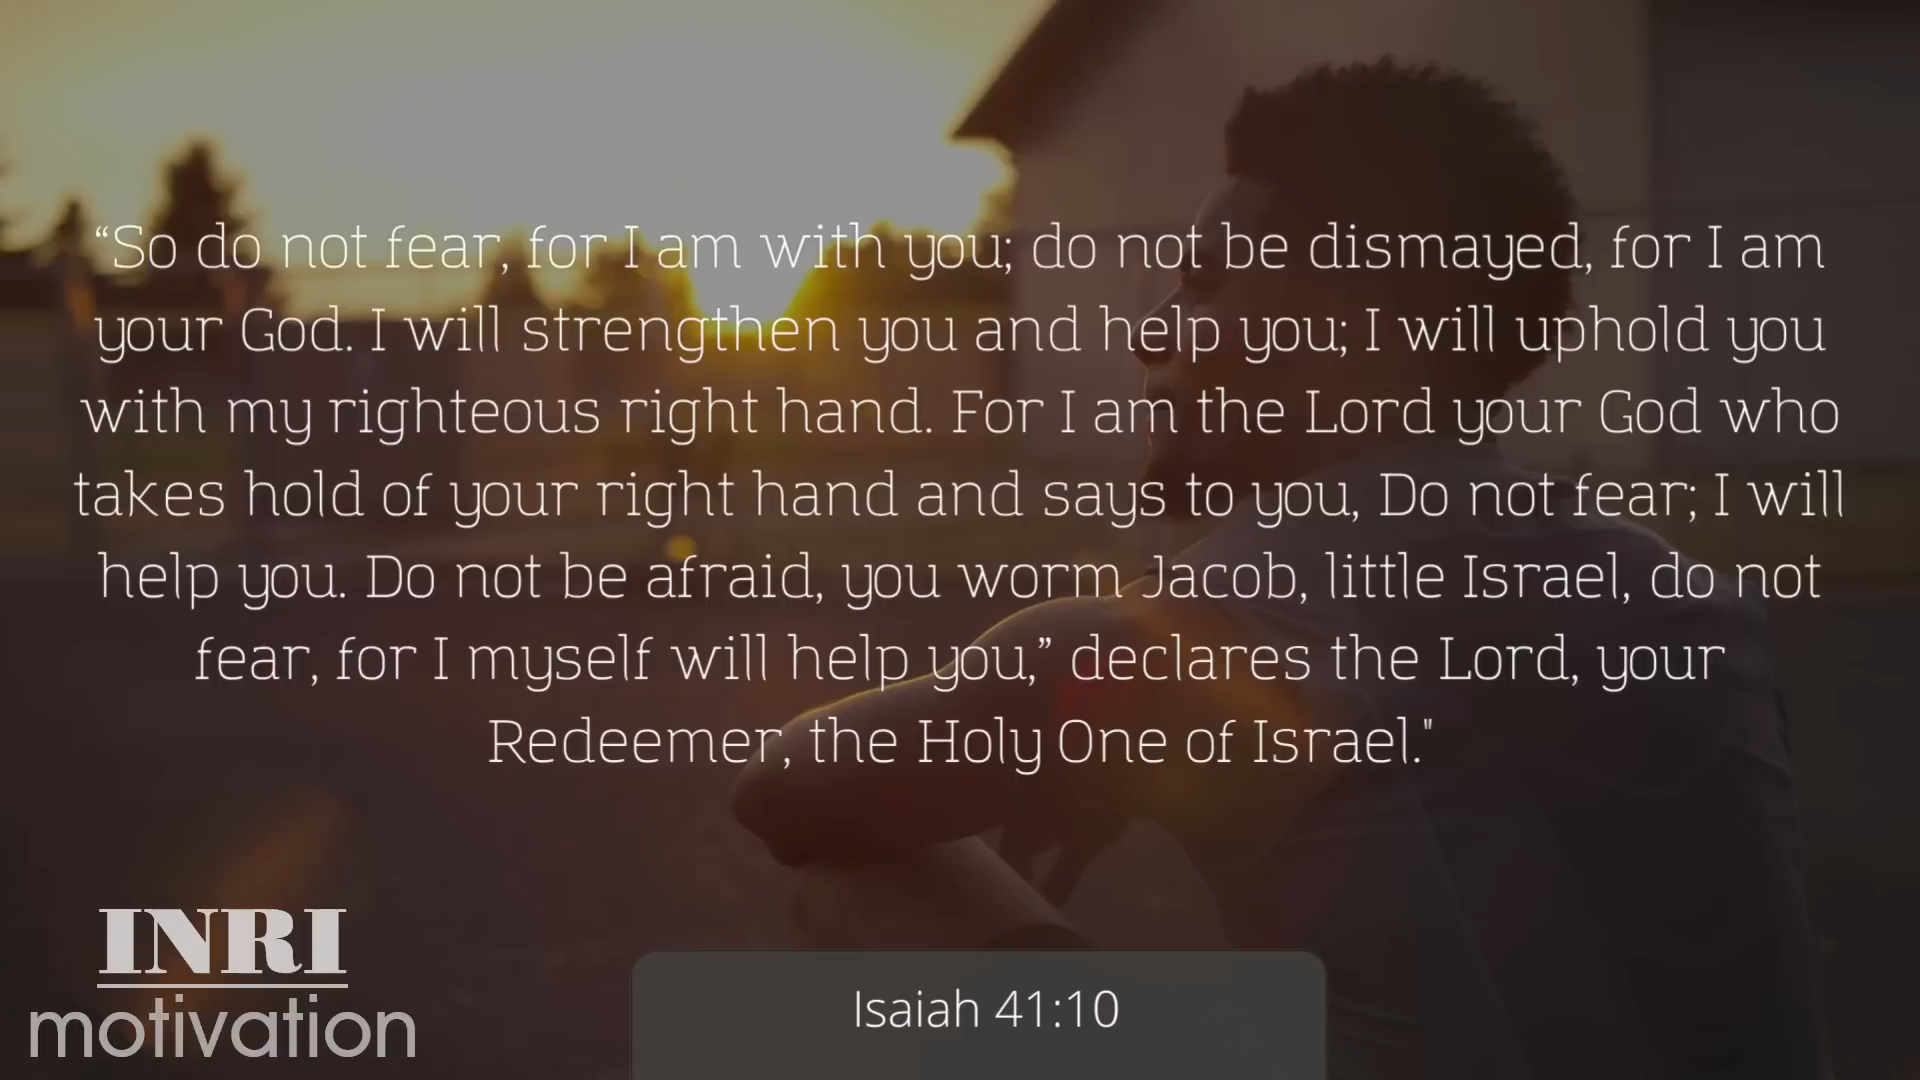 “So do not fear, for I am with you; do not be dismayed, for I am
your God. I will strengthen you and help you; I will uphold you
with my righteous right hand. For I am the Lord your God who
takes hold of your right hand and says to you, Do not fear; I will
help you. Do not be afraid, you worm Jacob, little Israel, do not
fear, for I myself will help you,” declares the Lord, your
Redeemer, the Holy One of Israel."
INRI
motivation
Isaiah 41:10